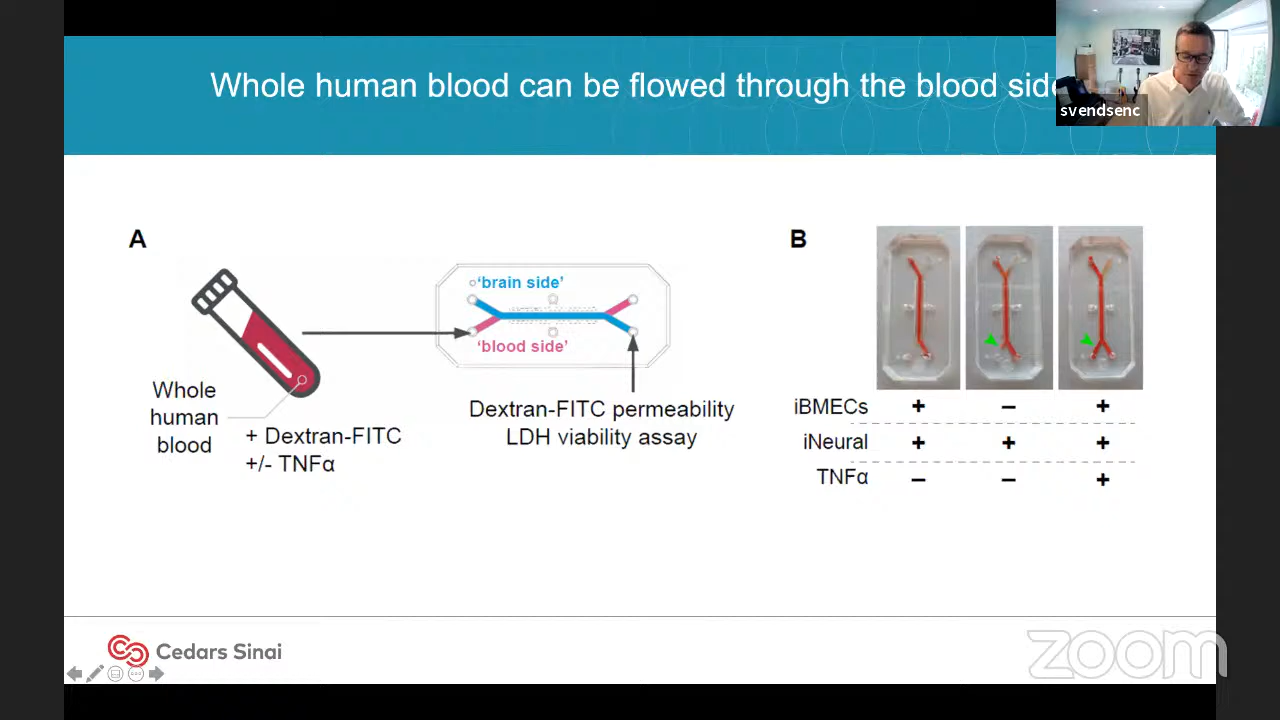 Whole human blood can be flowed through the blood side
svendsenc
A
B
‘brain side’
‘blood side’
Whole
human
blood
+ Dextran-FITC
+/- TNFα
Dextran-FITC permeability
LDH viability assay
iBMECs + – +
iNeural + + +
TNFα – – +
Cedars Sinai
zoom